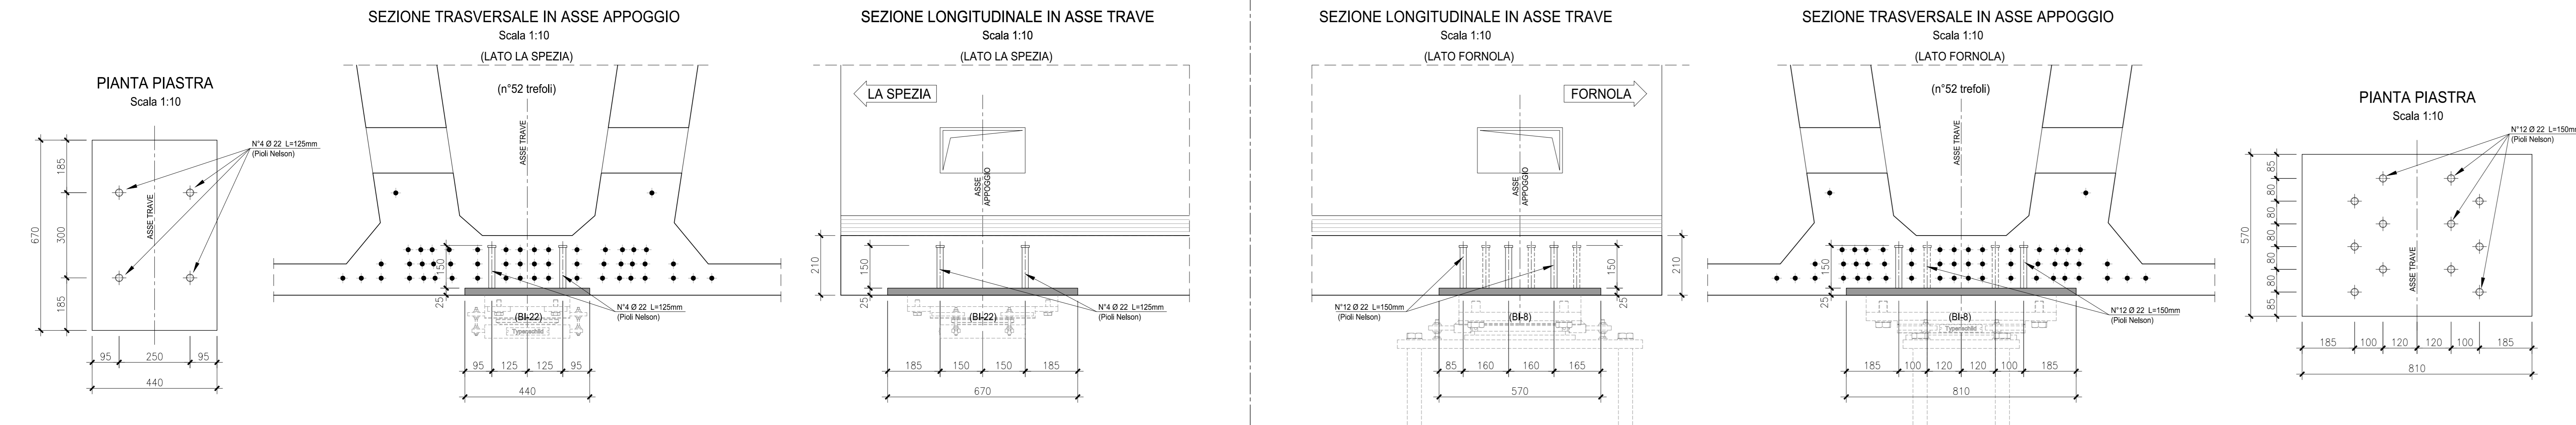 PIANTA PIASTRA
Scala 1:10
N°4 Ø 22 L=125mm
(Pioli Nelson)
ASSE TRAVE
185
300
185
670
95
250
95
440
SEZIONE TRASVERSALE IN ASSE APPOGGIO
Scala 1:10
(LATO LA SPEZIA)
(n°52 trefoli)
ASSE TRAVE
150
25
(BI-22)
Typenschild
N°4 Ø 22 L=125mm
(Pioli Nelson)
95
125
125
95
440
SEZIONE LONGITUDINALE IN ASSE TRAVE
Scala 1:10
(LATO LA SPEZIA)
LA SPEZIA
ASSE
APPOGGIO
210
150
25
(BI-22)
N°4 Ø 22 L=125mm
(Pioli Nelson)
185
150
150
185
670
SEZIONE LONGITUDINALE IN ASSE TRAVE
Scala 1:10
(LATO FORNOLA)
FORNOLA
ASSE
APPOGGIO
150
210
25
N°12 Ø 22 L=150mm
(Pioli Nelson)
(BI-8)
85
160
160
165
570
SEZIONE TRASVERSALE IN ASSE APPOGGIO
Scala 1:10
(LATO FORNOLA)
(n°52 trefoli)
ASSE TRAVE
150
25
(BI-8)
Typenschild
N°12 Ø 22 L=150mm
(Pioli Nelson)
185
100
120
120
100
185
810
PIANTA PIASTRA
Scala 1:10
N°12 Ø 22 L=150m
(Pioli Nelson)
ASSE TRAVE
85
80
80
80
80
80
85
570
185
100
120
120
100
185
810